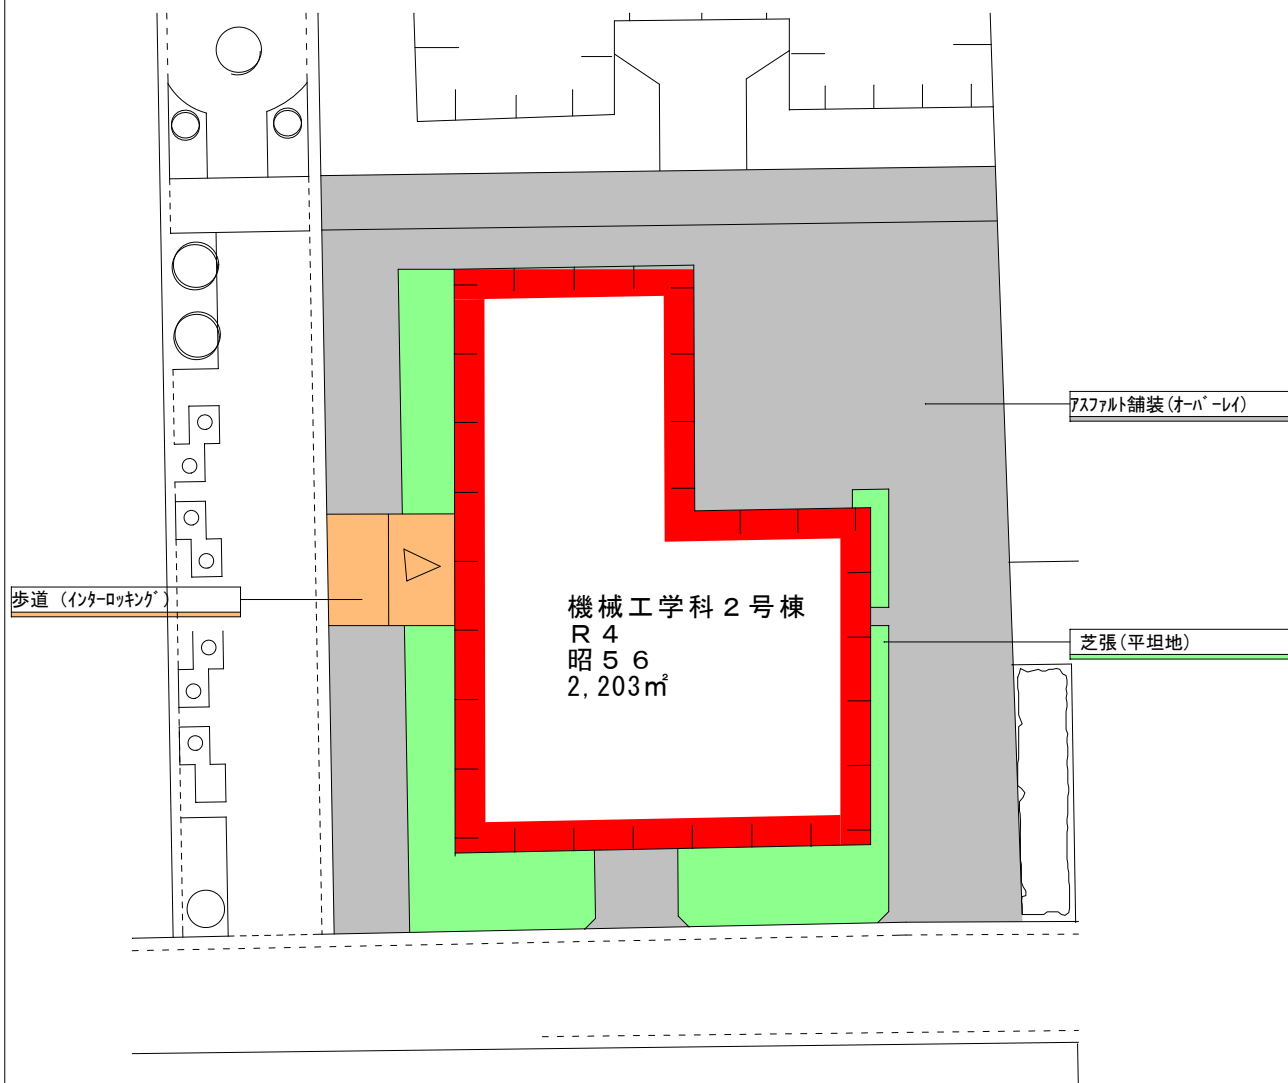 ｱｽﾌｧﾙﾄ舗装(ｵｰﾊﾞｰﾚｲ)
歩道 (ｲﾝﾀｰﾛｯｷﾝｸﾞ)
機械工学科２号棟
Ｒ４
昭５６
2,203㎡
芝張(平坦地)